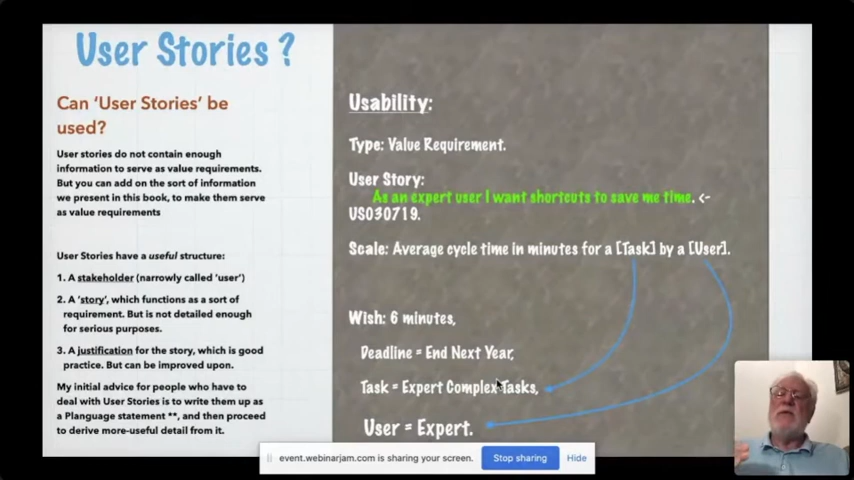 User Stories ?
Can 'User Stories' be
used?
User stories do not contain enough
information to serve as value requirements.
But you can add on the sort of information
we present in this book, to make them serve
as value requirements
User Stories have a useful structure:
1. A stakeholder (narrowly called 'user')
2. A 'story', which functions as a sort of
requirement. But is not detailed enough
for serious purposes.
3. A justification for the story, which is good
practice. But can be improved upon.
My initial advice for people who have to
deal with User Stories is to write them up as
a Planguage statement **, and then proceed
to derive more-useful detail from it.
Usability:
Type: Value Requirement.
User Story:
As an expert user I want shortcuts to save me time. <-
US030719.
Scale: Average cycle time in minutes for a [Task] by a [User].
Wish: 6 minutes,
Deadline = End Next Year,
Task = Expert Complex Tasks,
User = Expert.
event.webinarjam.com is sharing your screen.
Stop sharing
Hide